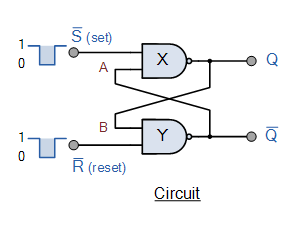 S̅ (set)
1
0
A
X
Q
B
1
0
Y
Q̅
R̅ (reset)
Circuit